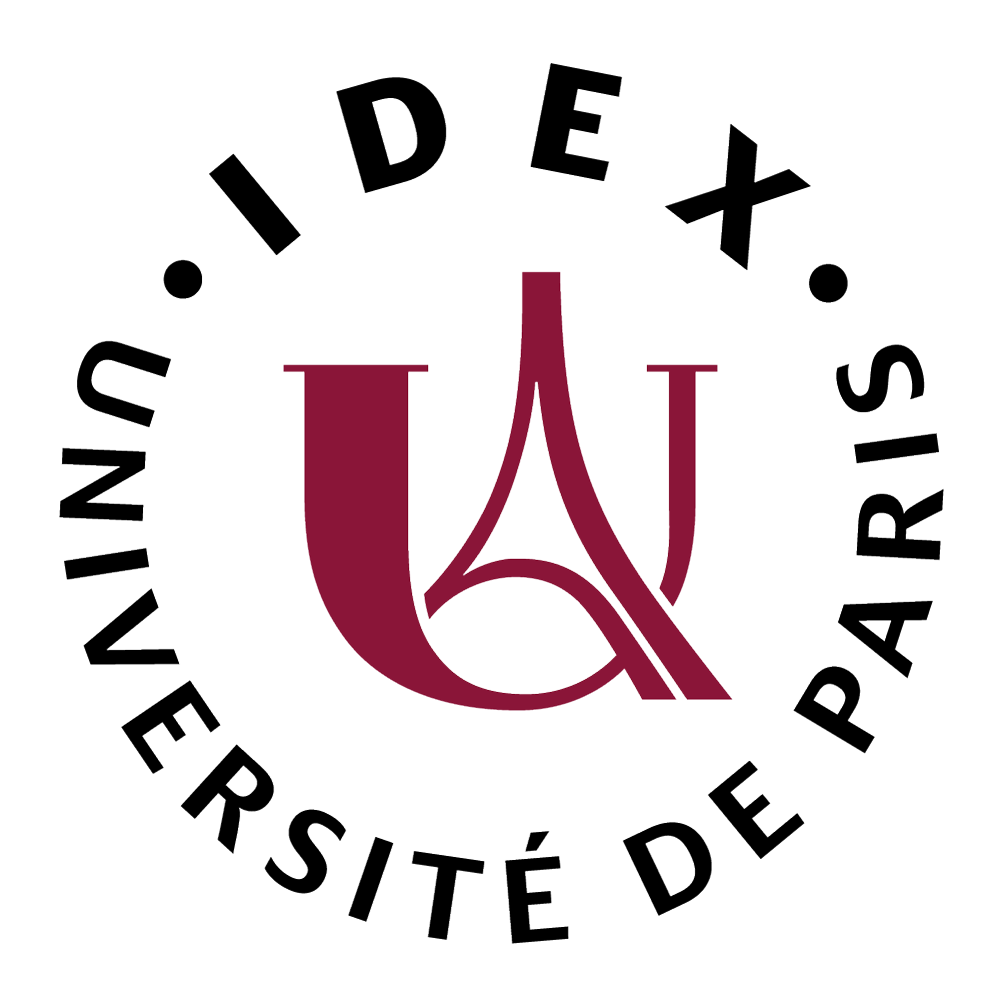 · IDEX ·
UNIVERSITÉ DE PARIS
U